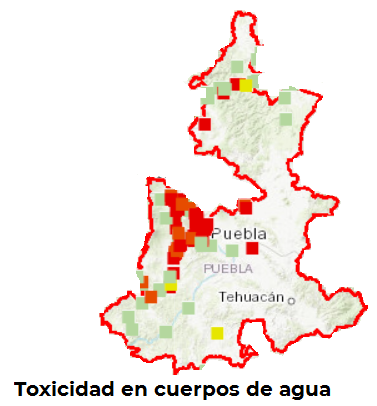 Puebla
PUEBLA
Tehuacán
Toxicidad en cuerpos de agua